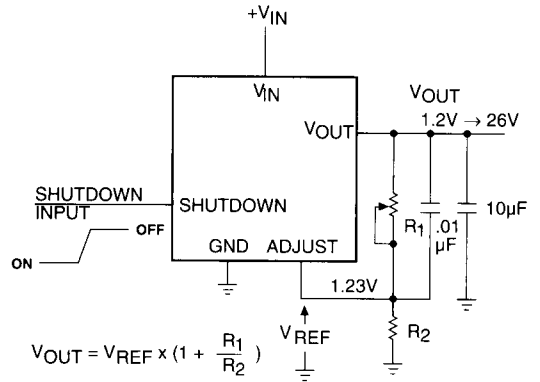 +VIN
VIN
VOUT
VOUT
1.2V → 26V
SHUTDOWN
INPUT
SHUTDOWN
OFF
ON
GND
ADJUST
R1
.01
µF
10µF
1.23V
VREF
R2
VOUT = VREF x (1 + R1/R2 )